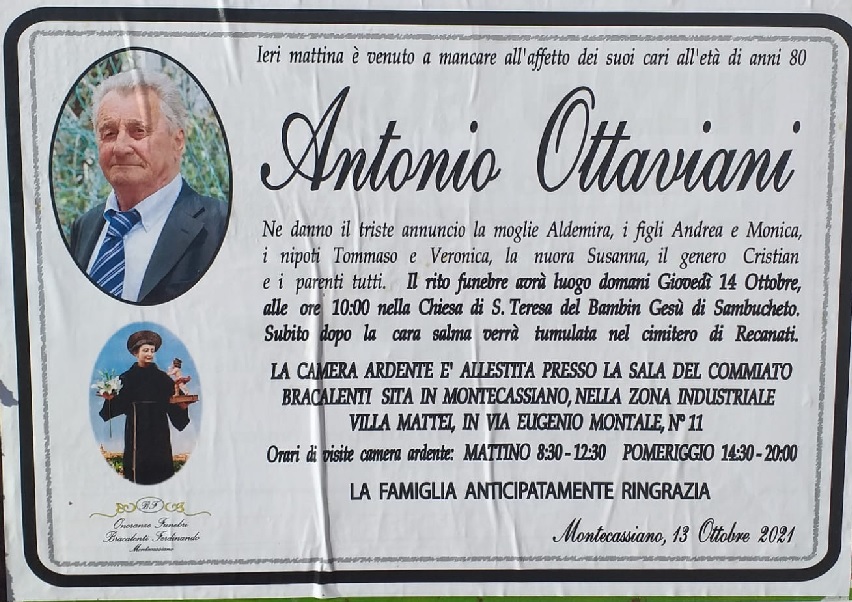 Ieri mattina è venuto a mancare all'affetto dei suoi cari all'età di anni 80
Antonio Ottaviani
Ne danno il triste annuncio la moglie Aldemira, i figli Andrea e Monica,
i nipoti Tommaso e Veronica, la nuora Susanna, il genero Cristian
e i parenti tutti. Il rito funebre avrà luogo domani Giovedì 14 Ottobre,
alle ore 10:00 nella Chiesa di S. Teresa del Bambin Gesù di Sambucheto.
Subito dopo la cara salma verrà tumulata nel cimitero di Recanati.
LA CAMERA ARDENTE E' ALLESTITA PRESSO LA SALA DEL COMMIATO
BRACALENTI SITA IN MONTECASSIANO, NELLA ZONA INDUSTRIALE
VILLA MATTEI, IN VIA EUGENIO MONTALE, N° 11
Orari di visite camera ardente: MATTINO 8:30 - 12:30 POMERIGGIO 14:30 - 20:00
LA FAMIGLIA ANTICIPATAMENTE RINGRAZIA
Montecassiano, 13 Ottobre 2021
B F
Onoranze Funebri
Bracalenti Ferdinando
Montecassiano